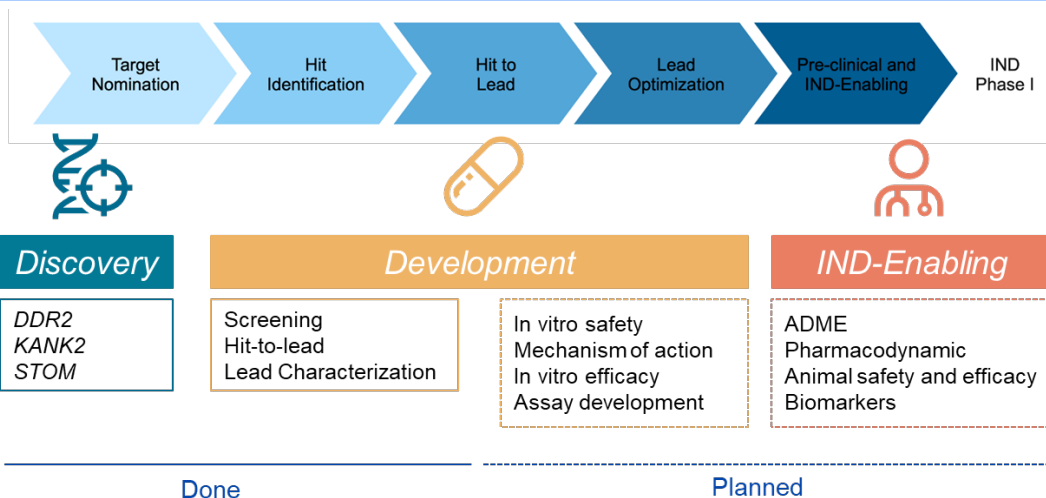 Target
Nomination
Hit
Identification
Hit to
Lead
Lead
Optimization
Pre-clinical and
IND-Enabling
IND
Phase I
Discovery
Development
IND-Enabling
DDR2
KANK2
STOM
Screening
Hit-to-lead
Lead Characterization
In vitro safety
Mechanism of action
In vitro efficacy
Assay development
ADME
Pharmacodynamic
Animal safety and efficacy
Biomarkers
Done
Planned